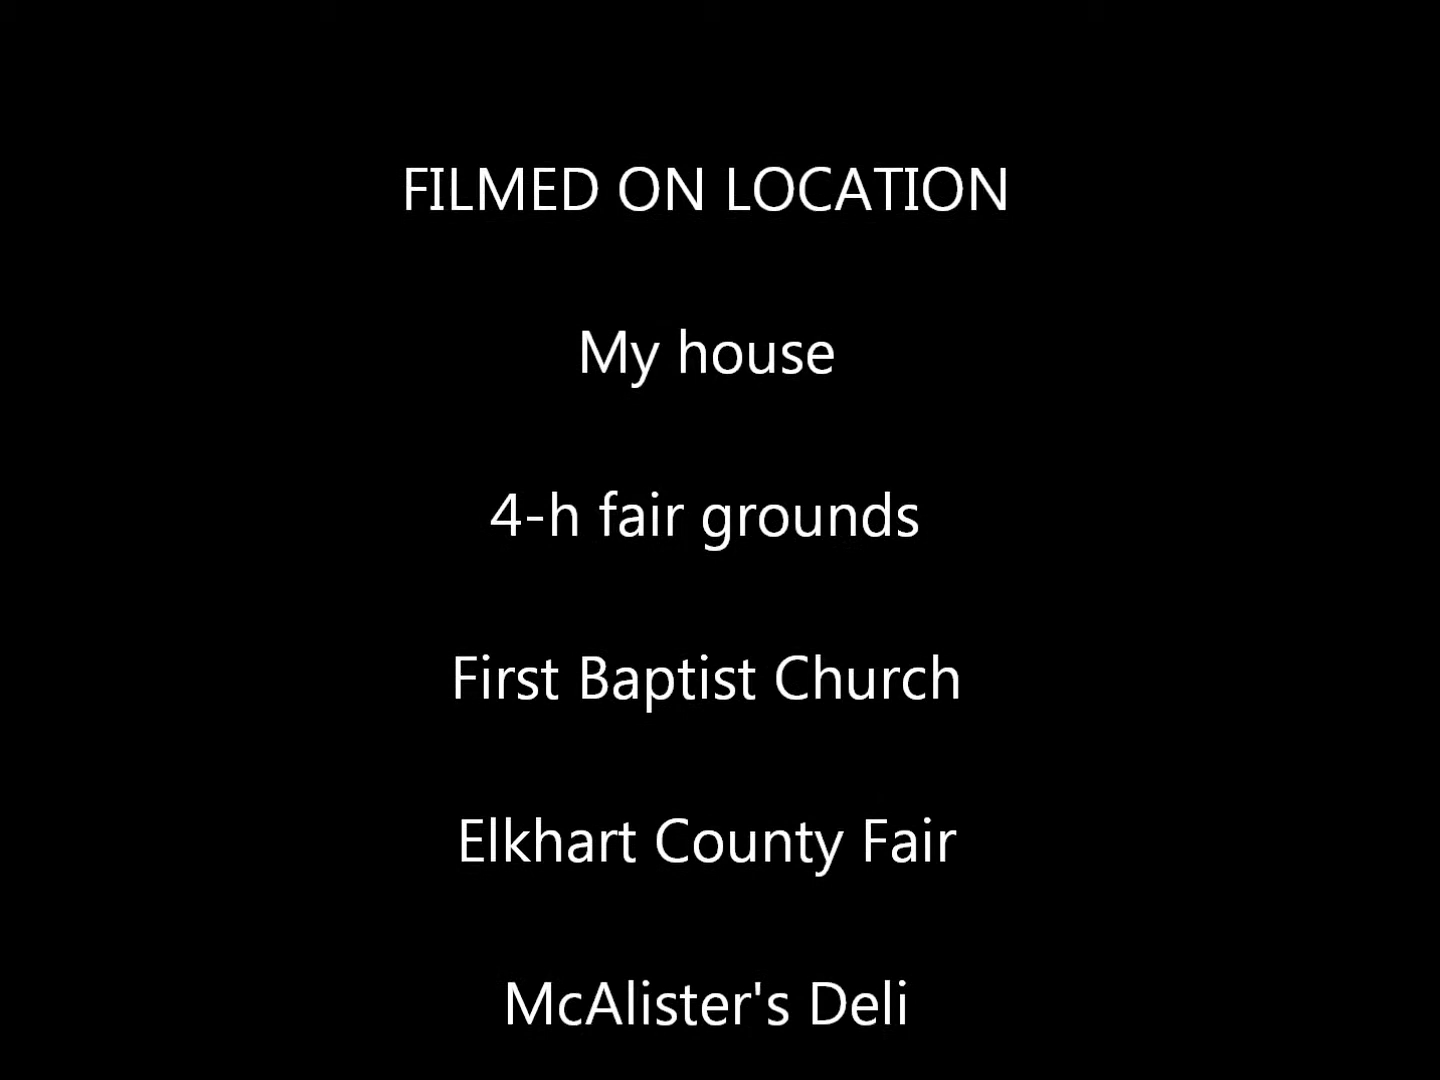 FILMED ON LOCATION
My house
4-h fair grounds
First Baptist Church
Elkhart County Fair
McAlister's Deli